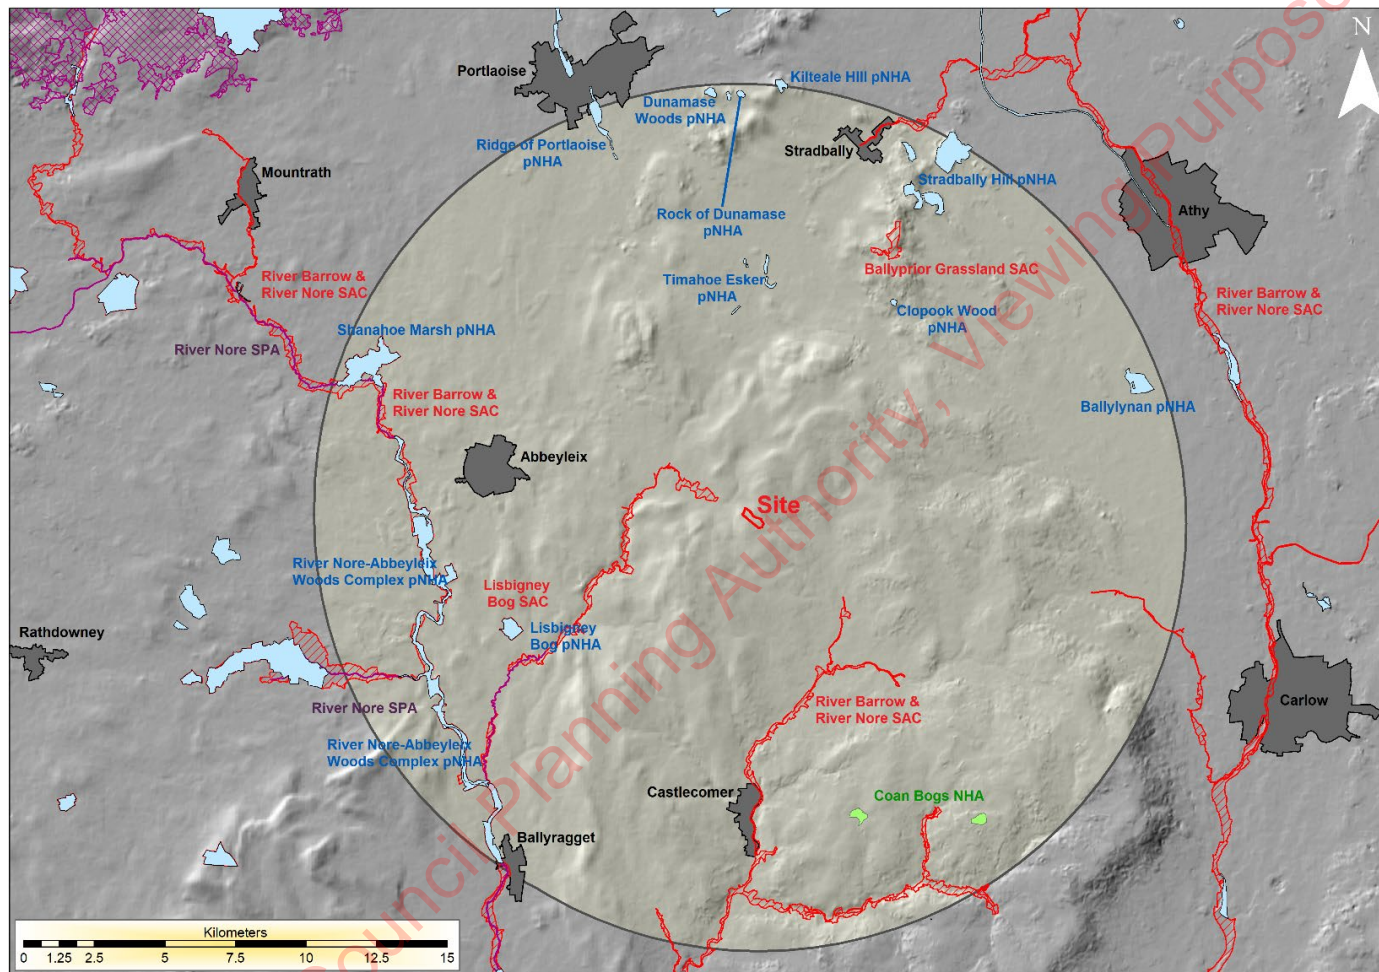 N
Portlaoise
Kilteale Hill pNHA
Dunamase
Woods pNHA
Ridge of Portlaoise
pNHA
Stradbally
Mountrath
Stradbally Hill pNHA
Athy
Rock of Dunamase
pNHA
River Barrow &
River Nore SAC
Timahoe Esker
pNHA
Ballyprior Grassland SAC
Clopook Wood
pNHA
River Barrow &
River Nore SAC
Shanahoe Marsh pNHA
River Nore SPA
River Barrow &
River Nore SAC
Ballylynan pNHA
Abbeyleix
Site
River Nore-Abbeyleix
Woods Complex pNHA
Lisbigney
Bog SAC
Lisbigney
Bog pNHA
Rathdowney
River Nore SPA
River Barrow &
River Nore SAC
Carlow
River Nore-Abbeyleix
Woods Complex pNHA
Castlecomer
Coan Bogs NHA
Ballyragget
Kilometers
0 1.25 2.5 5 7.5 10 12.5 15
Council Planning Authority, Viewing Purpos